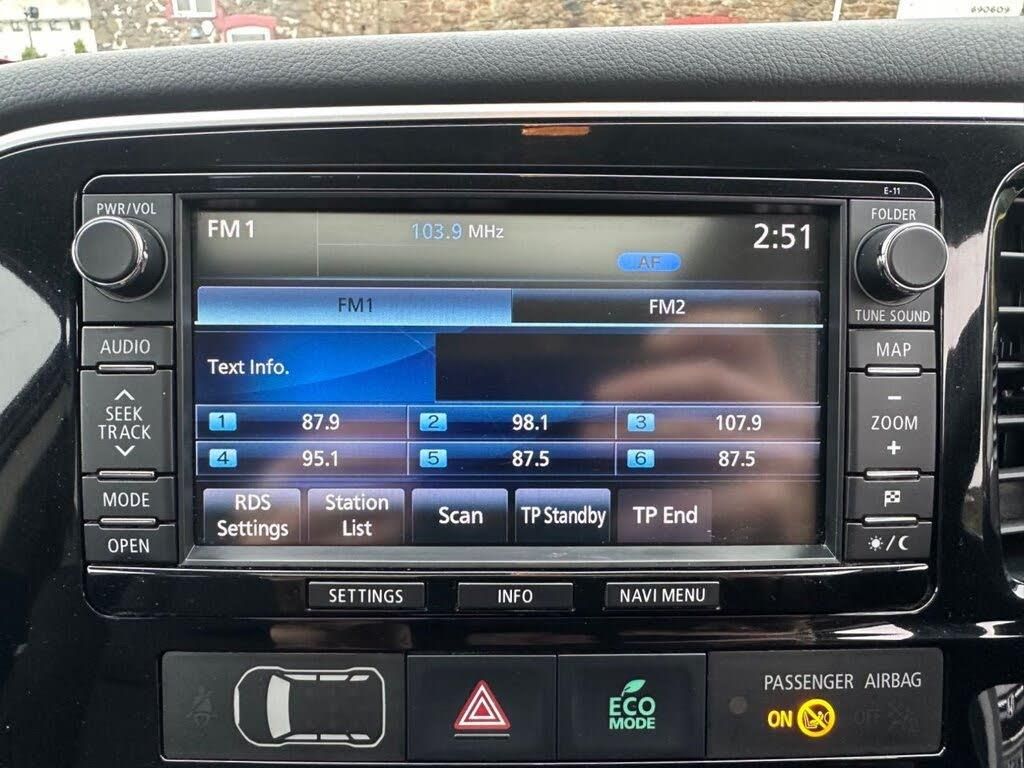 690609
E-11
PWR/VOL
FOLDER
FM1 103.9 MHz 2:51
AF
FM1 FM2
TUNE SOUND
AUDIO
MAP
Text Info.
SEEK
TRACK
ZOOM
1 87.9 2 98.1 3 107.9
4 95.1 5 87.5 6 87.5
MODE
RDS
Settings
Station
List
Scan
TP Standby
TP End
OPEN
SETTINGS INFO NAVI MENU
PASSENGER AIRBAG
ECO
MODE
ON OFF